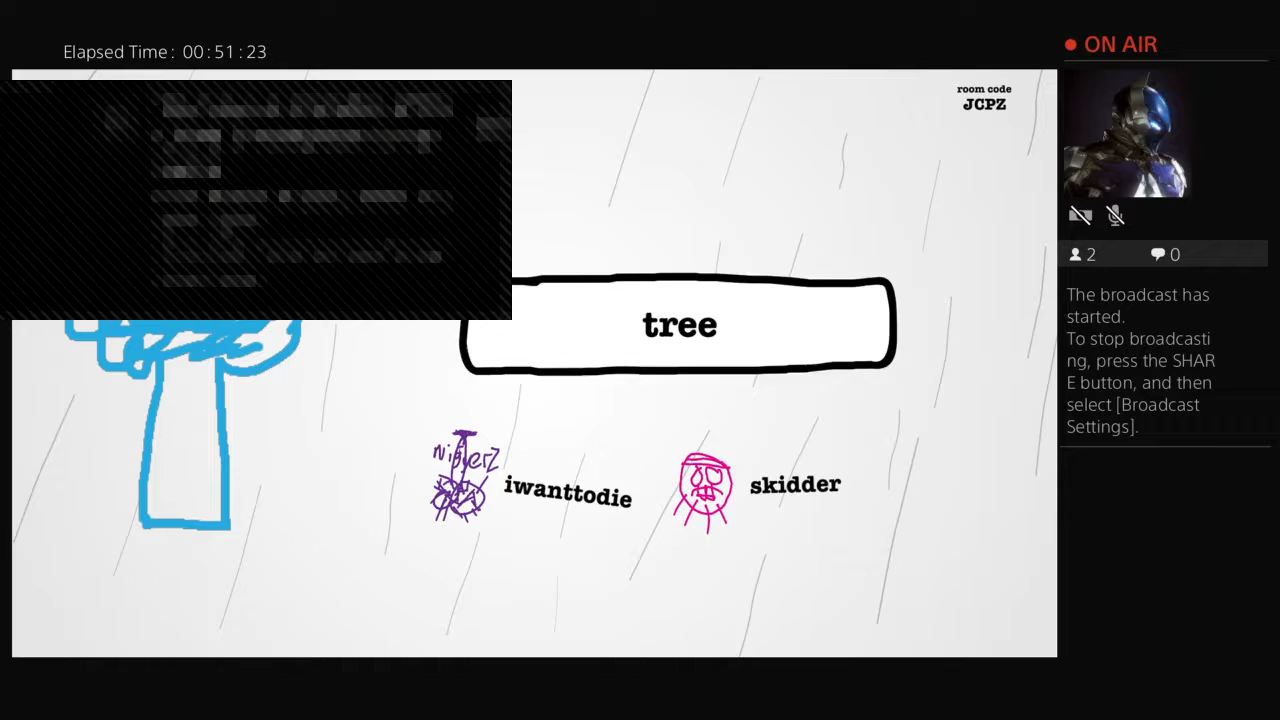 Elapsed Time: 00:51:23
ON AIR
room code
JCPZ
2
0
The broadcast has
started.
To stop broadcasti
ng, press the SHAR
E button, and then
select [Broadcast
Settings].
tree
iwanttodie
skidder